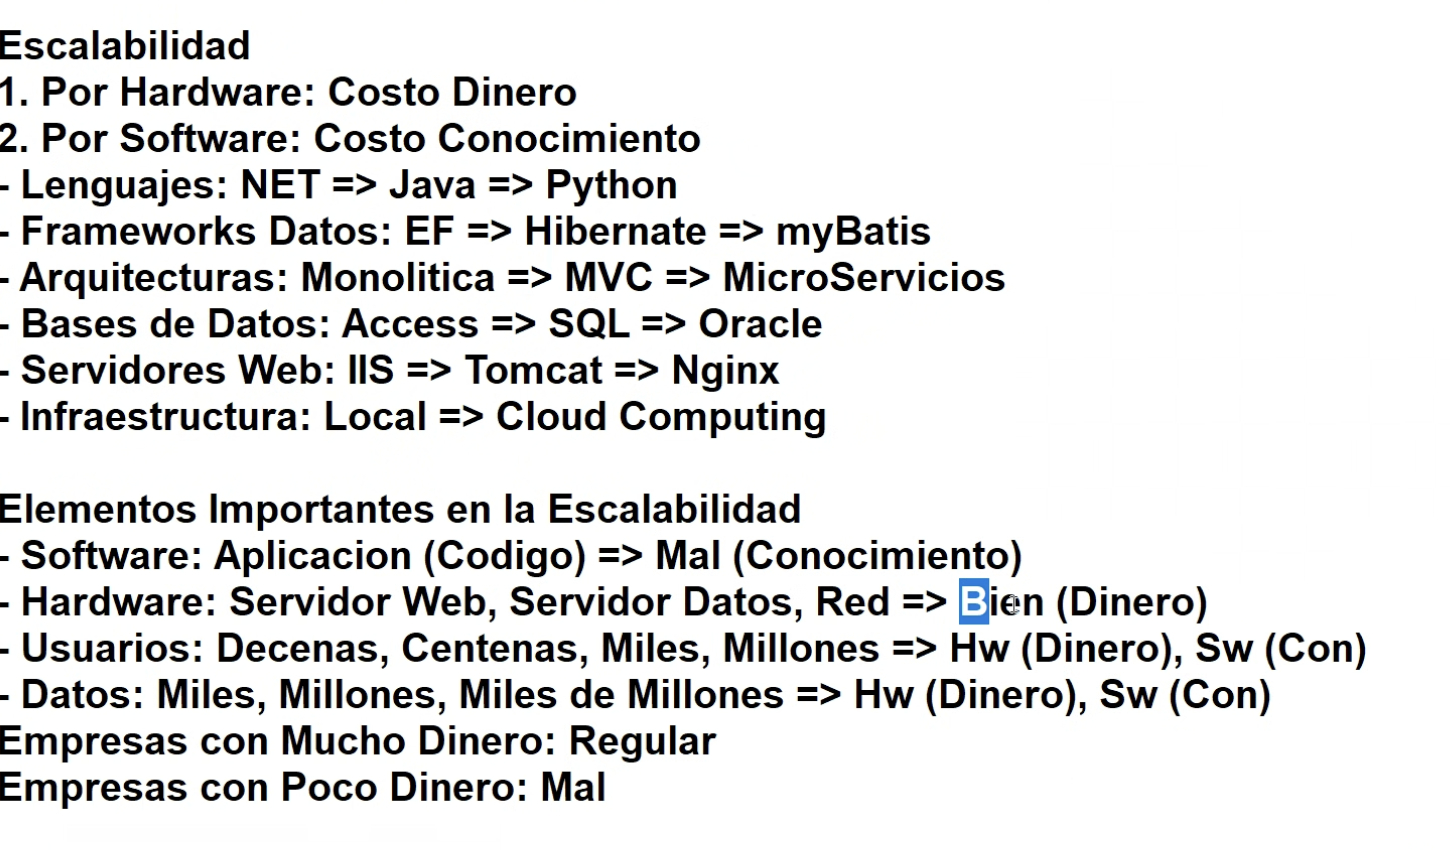 Escalabilidad
1. Por Hardware: Costo Dinero
2. Por Software: Costo Conocimiento
- Lenguajes: NET => Java => Python
- Frameworks Datos: EF => Hibernate => myBatis
- Arquitecturas: Monolitica => MVC => MicroServicios
- Bases de Datos: Access => SQL => Oracle
- Servidores Web: IIS => Tomcat => Nginx
- Infraestructura: Local => Cloud Computing
Elementos Importantes en la Escalabilidad
- Software: Aplicacion (Codigo) => Mal (Conocimiento)
- Hardware: Servidor Web, Servidor Datos, Red => Bien (Dinero)
- Usuarios: Decenas, Centenas, Miles, Millones => Hw (Dinero), Sw (Con)
- Datos: Miles, Millones, Miles de Millones => Hw (Dinero), Sw (Con)
Empresas con Mucho Dinero: Regular
Empresas con Poco Dinero: Mal